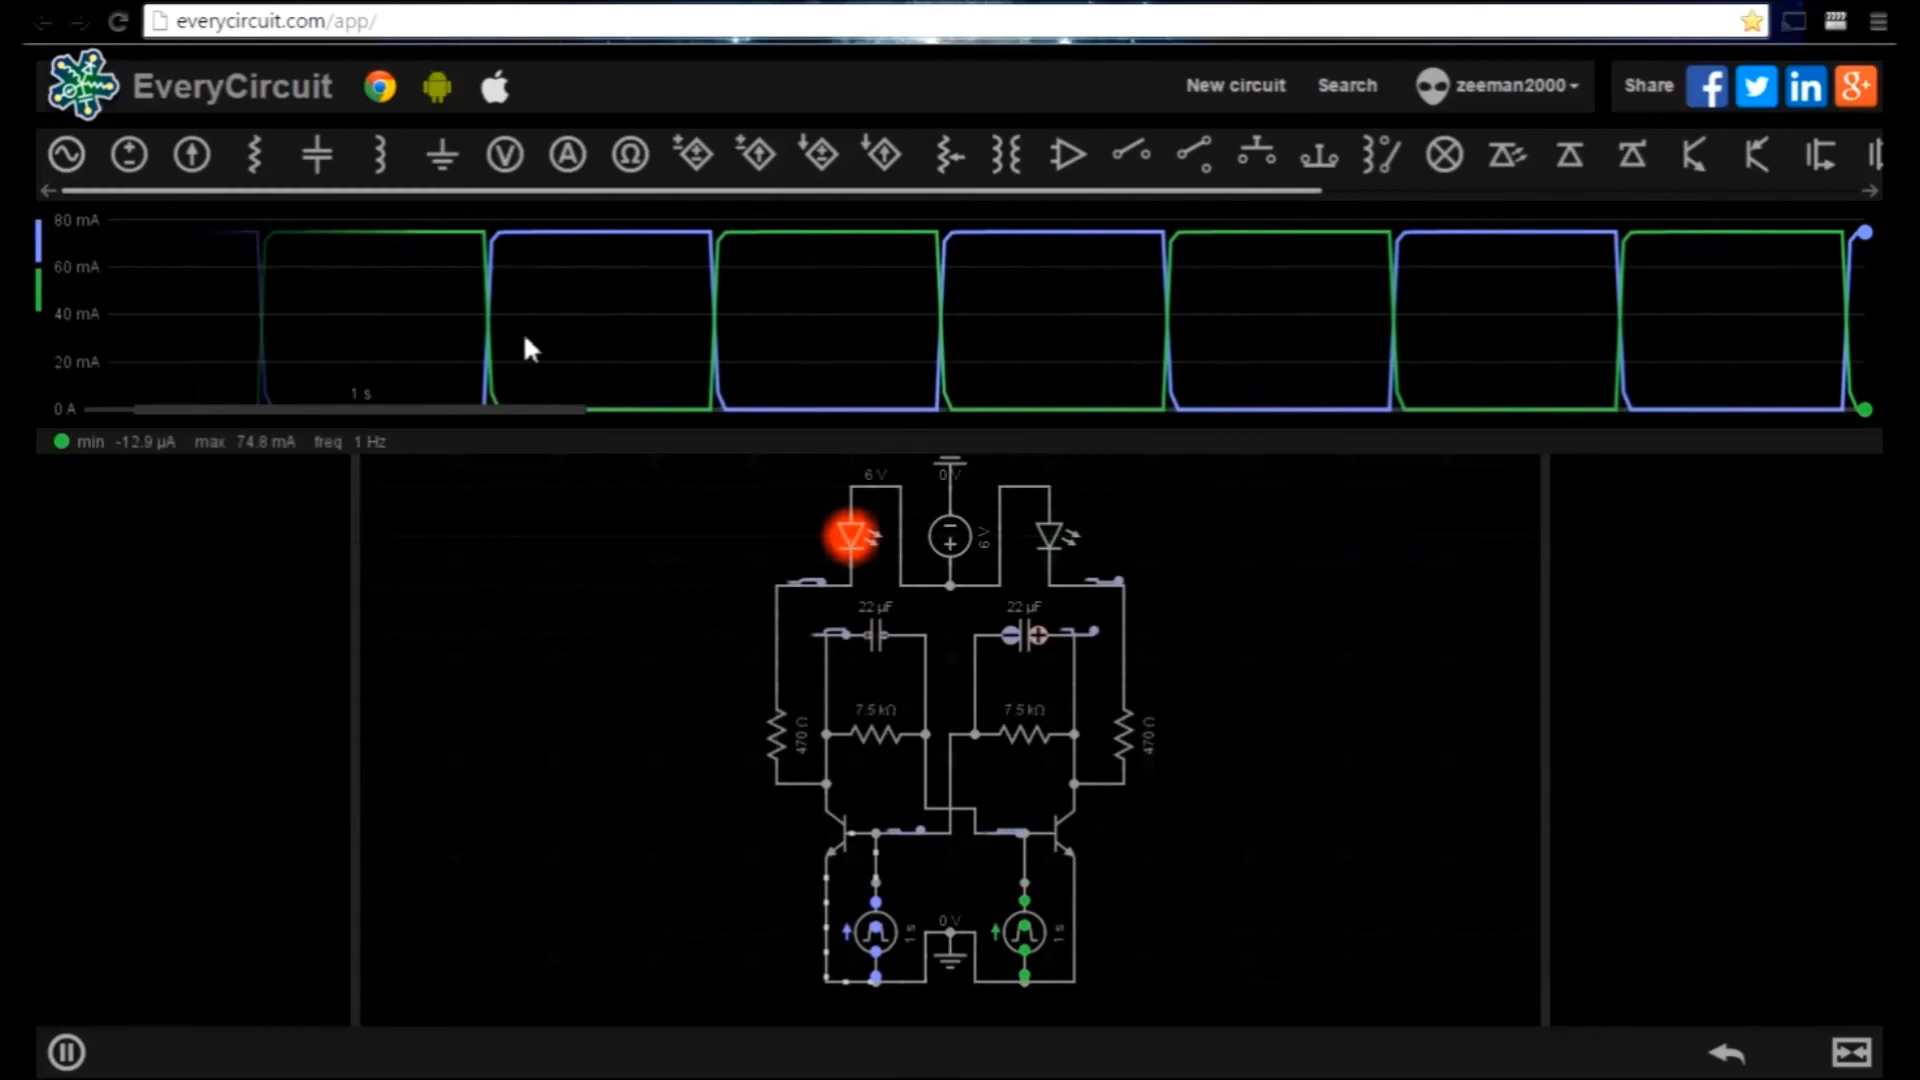 everycircuit.com/app/
EveryCircuit
New circuit Search zeeman2000 Share
80 mA
60 mA
40 mA
20 mA
1 s
0 A
min -12.9 µA max 74.8 mA freq 1 Hz
6 V 0 V
6 V
22 µF 22 µF
7.5 kΩ 7.5 kΩ
470 Ω 470 Ω
0 V
1 s 1 s